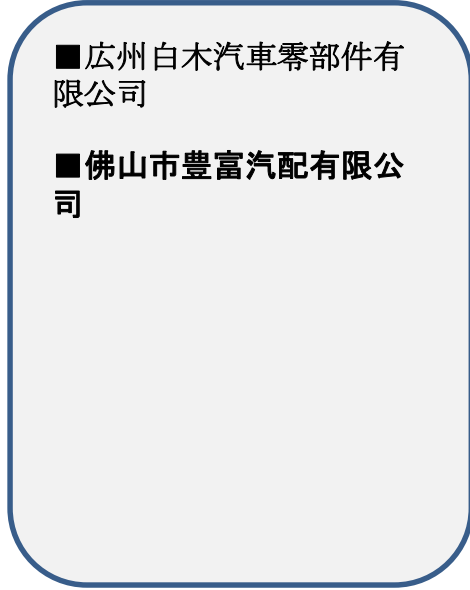 ■広州白木汽車零部件有
限公司
■佛山市豊富汽配有限公
司